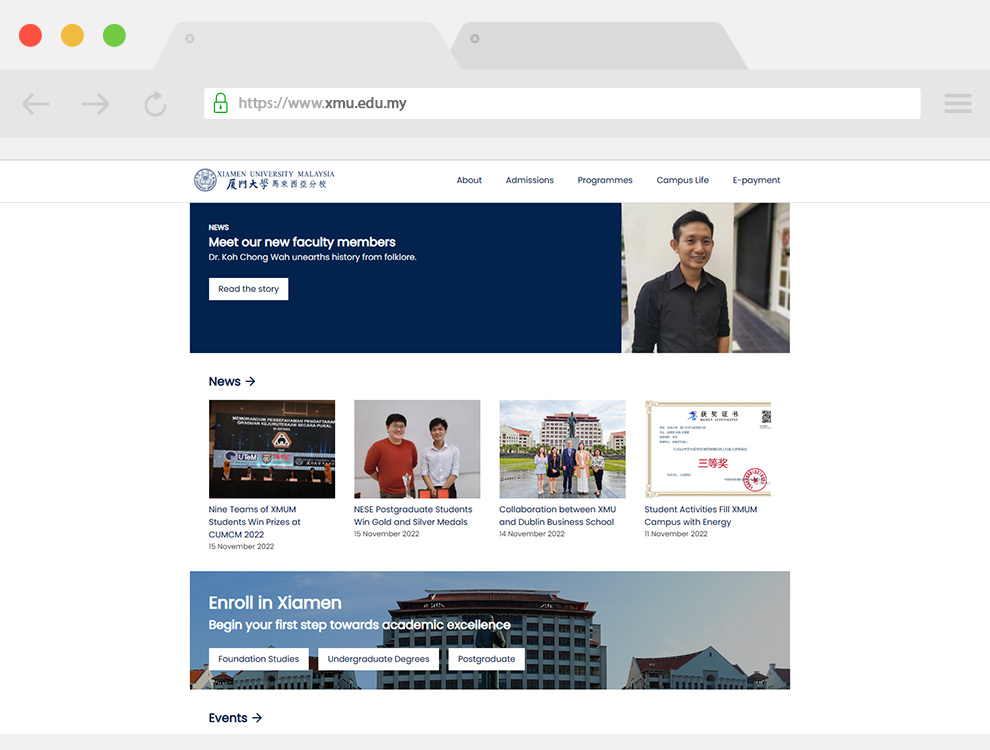 https://www.xmu.edu.my
XIAMEN UNIVERSITY MALAYSIA
厦門大學 馬來西亞分校
About
Admissions
Programmes
Campus Life
E-payment
NEWS
Meet our new faculty members
Dr. Koh Chong Wah unearths history from folklore.
Read the story
News →
MEMORANDUM PERSEFAHAMAN PENDAFTARAN
GRADUAN KEJURUTERAAN SECARA PUKAL
DI ANTARA
UTeM
获奖证书
三等奖
Nine Teams of XMUM
Students Win Prizes at
CUMCM 2022
15 November 2022
NESE Postgraduate Students
Win Gold and Silver Medals
15 November 2022
Collaboration between XMU
and Dublin Business School
14 November 2022
Student Activities Fill XMUM
Campus with Energy
11 November 2022
Enroll in Xiamen
Begin your first step towards academic excellence
Foundation Studies
Undergraduate Degrees
Postgraduate
Events →